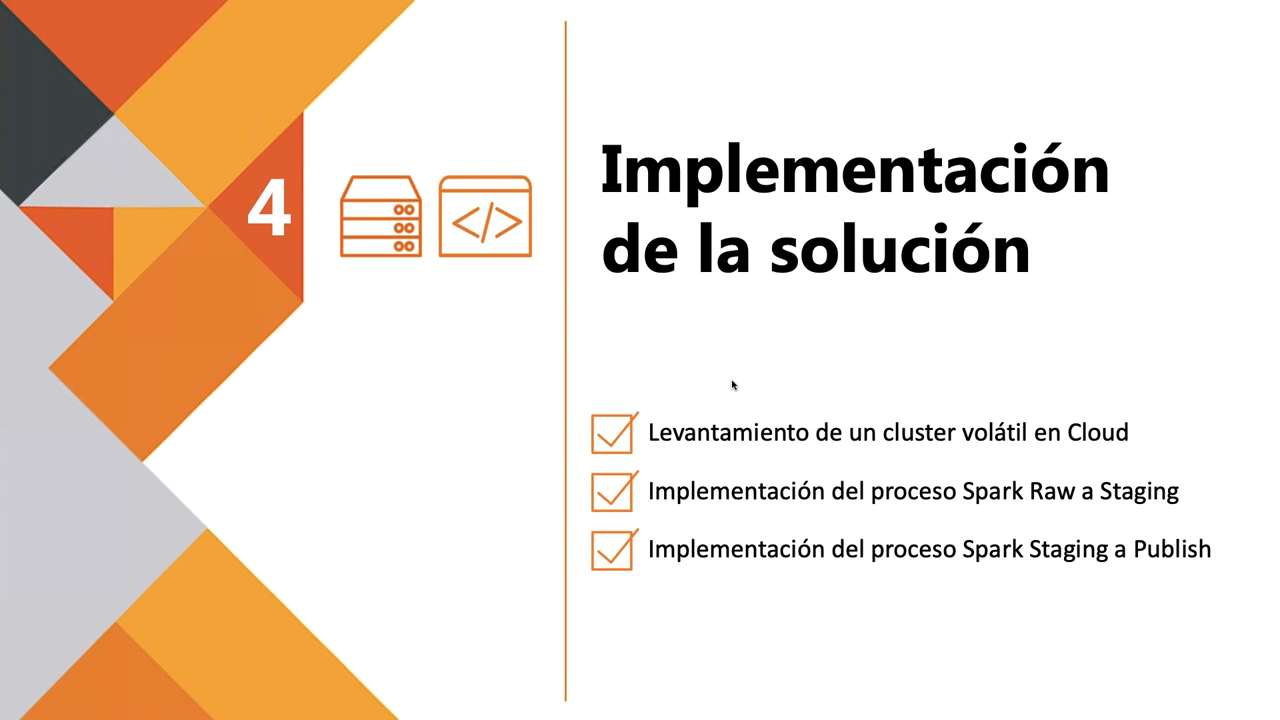 4
</>
Implementación
de la solución
Levantamiento de un cluster volátil en Cloud
Implementación del proceso Spark Raw a Staging
Implementación del proceso Spark Staging a Publish